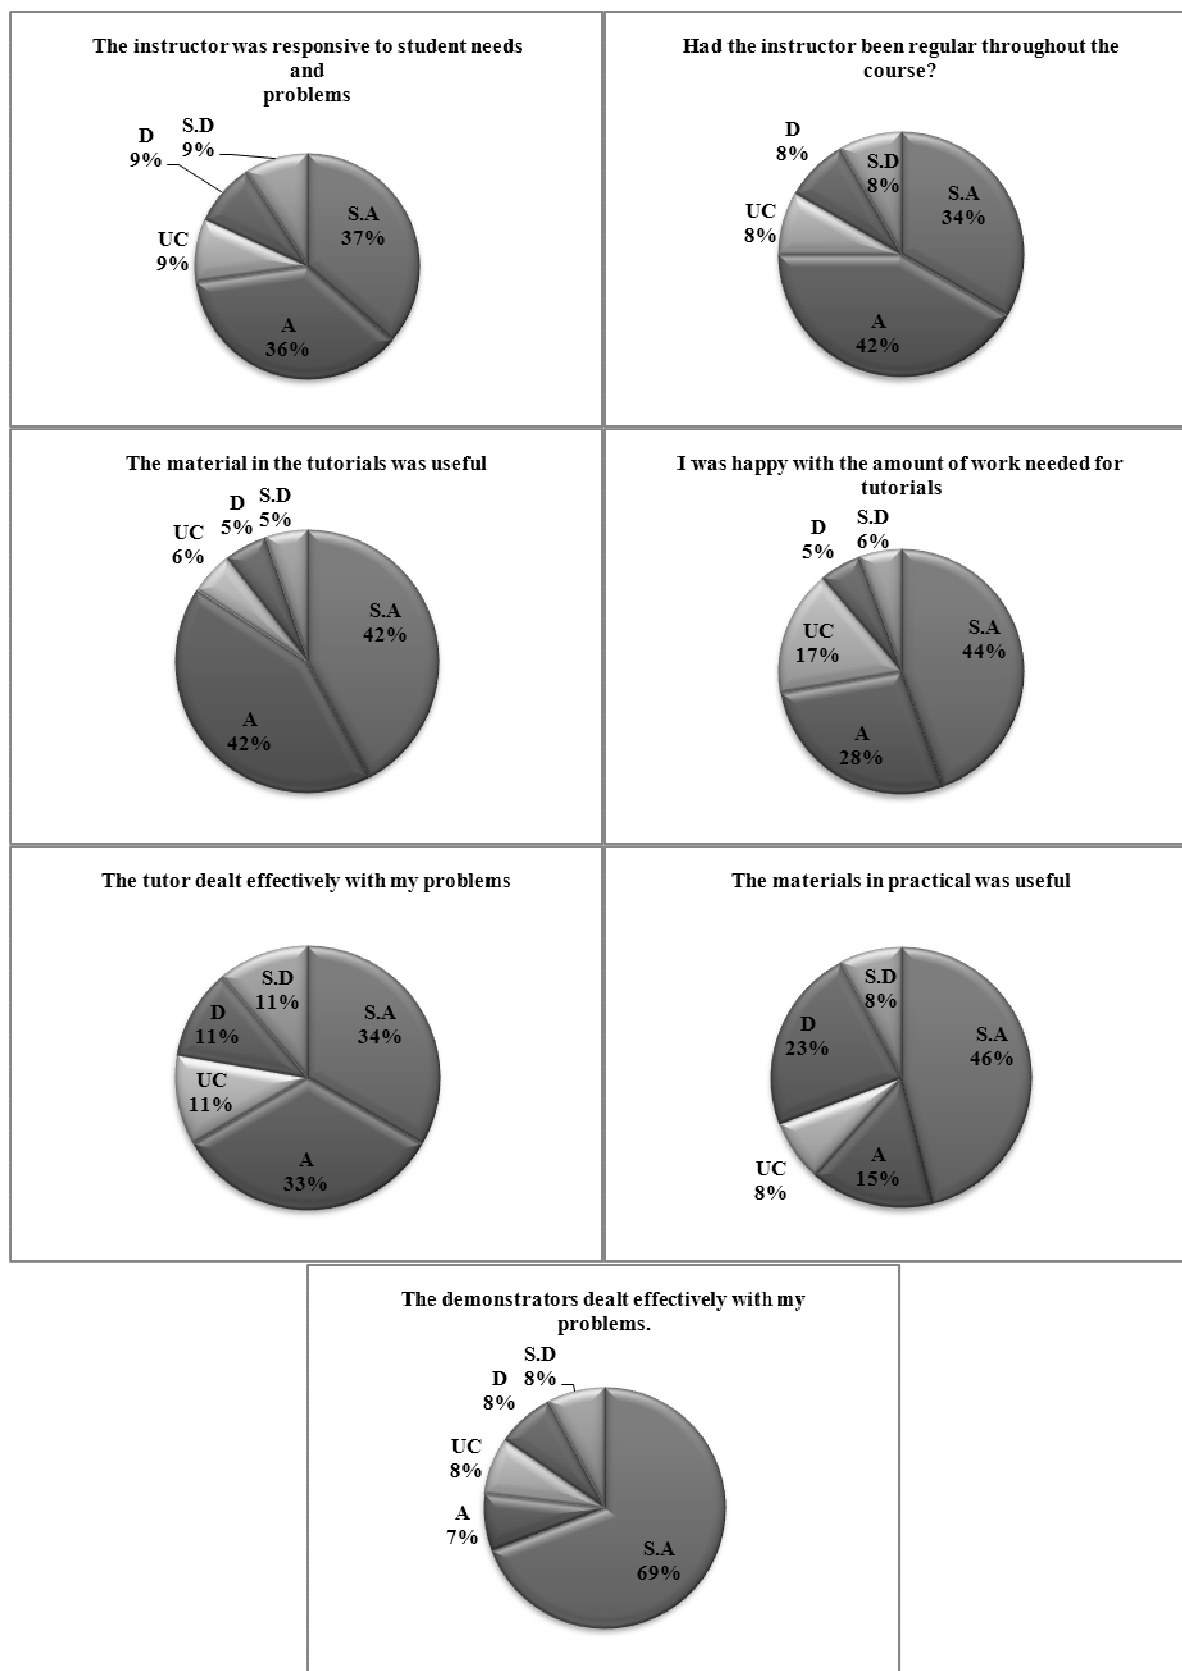 The instructor was responsive to student needs
and
problems
D
9%
S.D
9%
UC
9%
S.A
37%
A
36%
Had the instructor been regular throughout the
course?
D
8%
S.D
8%
UC
8%
S.A
34%
A
42%
The material in the tutorials was useful
UC
6%
D
5%
S.D
5%
S.A
42%
A
42%
I was happy with the amount of work needed for
tutorials
D
5%
S.D
6%
UC
17%
S.A
44%
A
28%
The tutor dealt effectively with my problems
S.D
11%
D
11%
UC
11%
S.A
34%
A
33%
The materials in practical was useful
S.D
8%
D
23%
S.A
46%
UC
8%
A
15%
The demonstrators dealt effectively with my
problems.
S.D
8%
D
8%
UC
8%
A
7%
S.A
69%